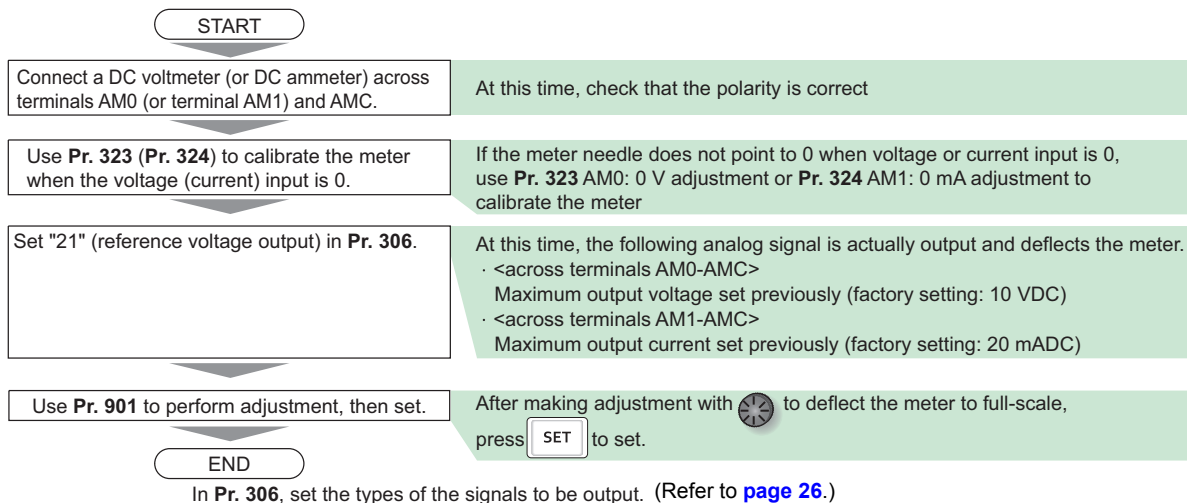 START
Connect a DC voltmeter (or DC ammeter) across
terminals AM0 (or terminal AM1) and AMC.
At this time, check that the polarity is correct
Use Pr. 323 (Pr. 324) to calibrate the meter
when the voltage (current) input is 0.
If the meter needle does not point to 0 when voltage or current input is 0,
use Pr. 323 AM0: 0 V adjustment or Pr. 324 AM1: 0 mA adjustment to
calibrate the meter
Set "21" (reference voltage output) in Pr. 306.
At this time, the following analog signal is actually output and deflects the meter.
· <across terminals AM0-AMC>
Maximum output voltage set previously (factory setting: 10 VDC)
· <across terminals AM1-AMC>
Maximum output current set previously (factory setting: 20 mADC)
Use Pr. 901 to perform adjustment, then set.
After making adjustment with to deflect the meter to full-scale,
press SET to set.
END
In Pr. 306, set the types of the signals to be output. (Refer to page 26.)